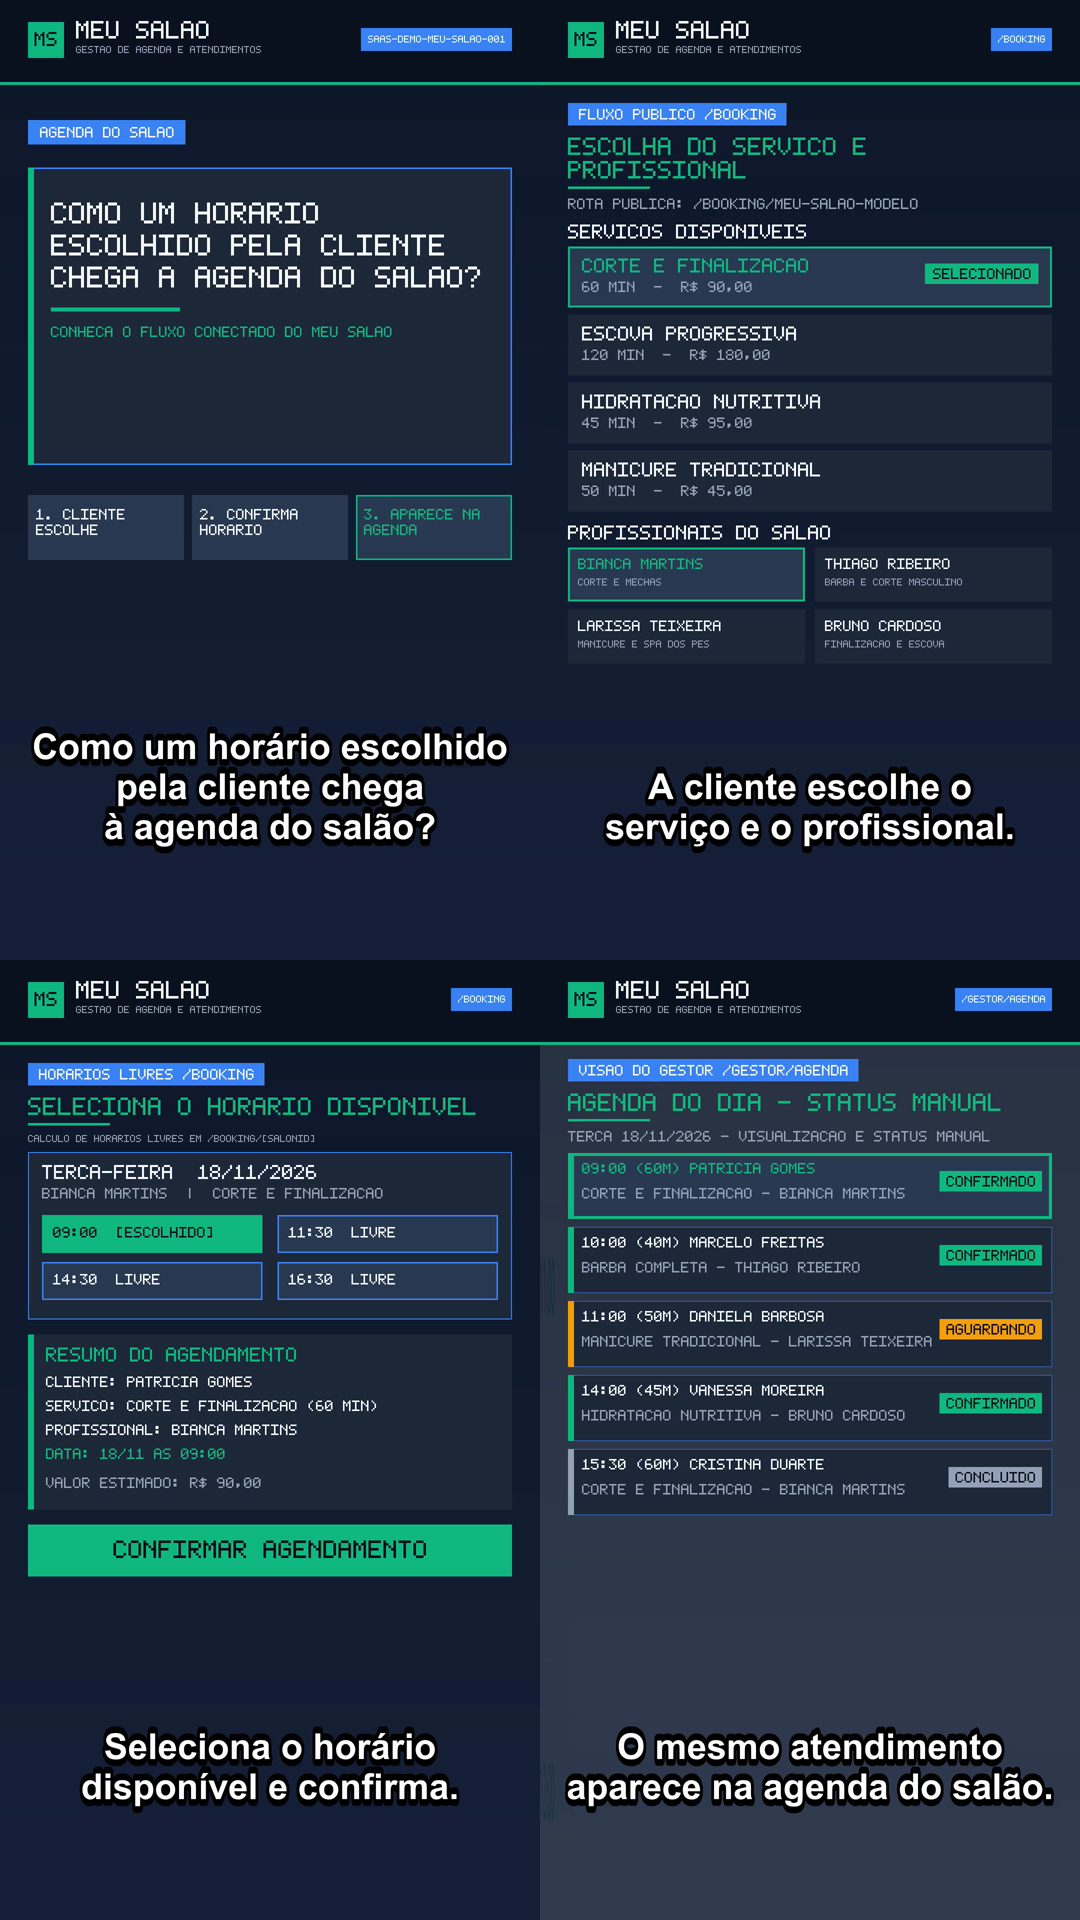 MS
MEU SALAO
GESTAO DE AGENDA E ATENDIMENTOS
SAAS-DEMO-MEU-SALAO-001
AGENDA DO SALAO
COMO UM HORARIO
ESCOLHIDO PELA CLIENTE
CHEGA A AGENDA DO SALAO?
CONHECA O FLUXO CONECTADO DO MEU SALAO
1. CLIENTE
ESCOLHE
2. CONFIRMA
HORARIO
3. APARECE NA
AGENDA
Como um horário escolhido
pela cliente chega
à agenda do salão?
MS
MEU SALAO
GESTAO DE AGENDA E ATENDIMENTOS
/BOOKING
FLUXO PUBLICO /BOOKING
ESCOLHA DO SERVICO E
PROFISSIONAL
ROTA PUBLICA: /BOOKING/MEU-SALAO-MODELO
SERVICOS DISPONIVEIS
CORTE E FINALIZACAO
60 MIN - R$ 90,00
SELECIONADO
ESCOVA PROGRESSIVA
120 MIN - R$ 180,00
HIDRATACAO NUTRITIVA
45 MIN - R$ 95,00
MANICURE TRADICIONAL
50 MIN - R$ 45,00
PROFISSIONAIS DO SALAO
BIANCA MARTINS
CORTE E MECHAS
THIAGO RIBEIRO
BARBA E CORTE MASCULINO
LARISSA TEIXEIRA
MANICURE E SPA DOS PES
BRUNO CARDOSO
FINALIZACAO E ESCOVA
A cliente escolhe o
serviço e o profissional.
MS
MEU SALAO
GESTAO DE AGENDA E ATENDIMENTOS
/BOOKING
HORARIOS LIVRES /BOOKING
SELECIONA O HORARIO DISPONIVEL
CALCULO DE HORARIOS LIVRES EM /BOOKING/[SALONID]
TERCA-FEIRA 18/11/2026
BIANCA MARTINS | CORTE E FINALIZACAO
09:00 [ESCOLHIDO]
11:30 LIVRE
14:30 LIVRE
16:30 LIVRE
RESUMO DO AGENDAMENTO
CLIENTE: PATRICIA GOMES
SERVICO: CORTE E FINALIZACAO (60 MIN)
PROFISSIONAL: BIANCA MARTINS
DATA: 18/11 AS 09:00
VALOR ESTIMADO: R$ 90,00
CONFIRMAR AGENDAMENTO
Seleciona o horário
disponível e confirma.
MS
MEU SALAO
GESTAO DE AGENDA E ATENDIMENTOS
/GESTOR/AGENDA
VISAO DO GESTOR /GESTOR/AGENDA
AGENDA DO DIA - STATUS MANUAL
TERCA 18/11/2026 - VISUALIZACAO E STATUS MANUAL
09:00 (60M) PATRICIA GOMES
CORTE E FINALIZACAO - BIANCA MARTINS
CONFIRMADO
10:00 (40M) MARCELO FREITAS
BARBA COMPLETA - THIAGO RIBEIRO
CONFIRMADO
11:00 (50M) DANIELA BARBOSA
MANICURE TRADICIONAL - LARISSA TEIXEIRA
AGUARDANDO
14:00 (45M) VANESSA MOREIRA
HIDRATACAO NUTRITIVA - BRUNO CARDOSO
CONFIRMADO
15:30 (60M) CRISTINA DUARTE
CORTE E FINALIZACAO - BIANCA MARTINS
CONCLUIDO
O mesmo atendimento
aparece na agenda do salão.